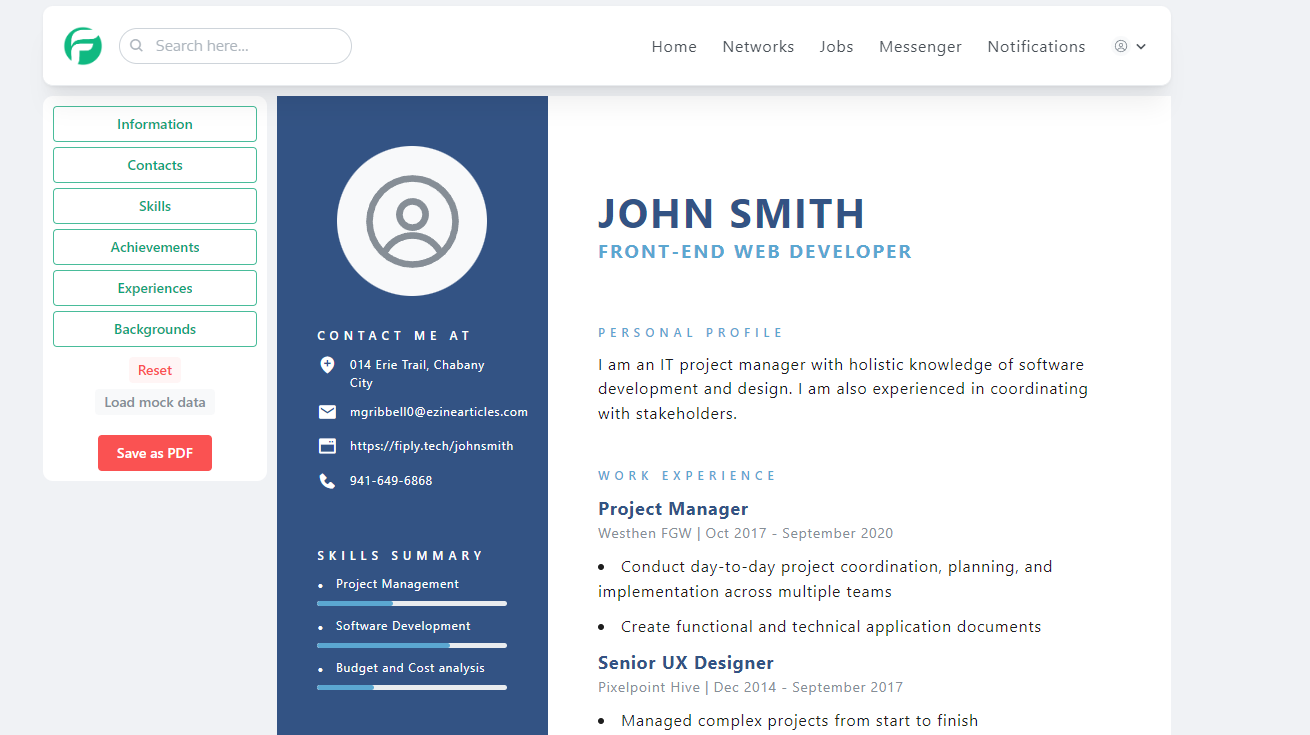 Search here...
Home Networks Jobs Messenger Notifications
Information
Contacts
Skills
Achievements
Experiences
Backgrounds
Reset
Load mock data
Save as PDF
CONTACT ME AT
014 Erie Trail, Chabany
City
mgribbell0@ezinearticles.com
https://fiply.tech/johnsmith
941-649-6868
SKILLS SUMMARY
• Project Management
• Software Development
• Budget and Cost analysis
JOHN SMITH
FRONT-END WEB DEVELOPER
PERSONAL PROFILE
I am an IT project manager with holistic knowledge of software
development and design. I am also experienced in coordinating
with stakeholders.
WORK EXPERIENCE
Project Manager
Westhen FGW | Oct 2017 - September 2020
• Conduct day-to-day project coordination, planning, and
implementation across multiple teams
• Create functional and technical application documents
Senior UX Designer
Pixelpoint Hive | Dec 2014 - September 2017
• Managed complex projects from start to finish